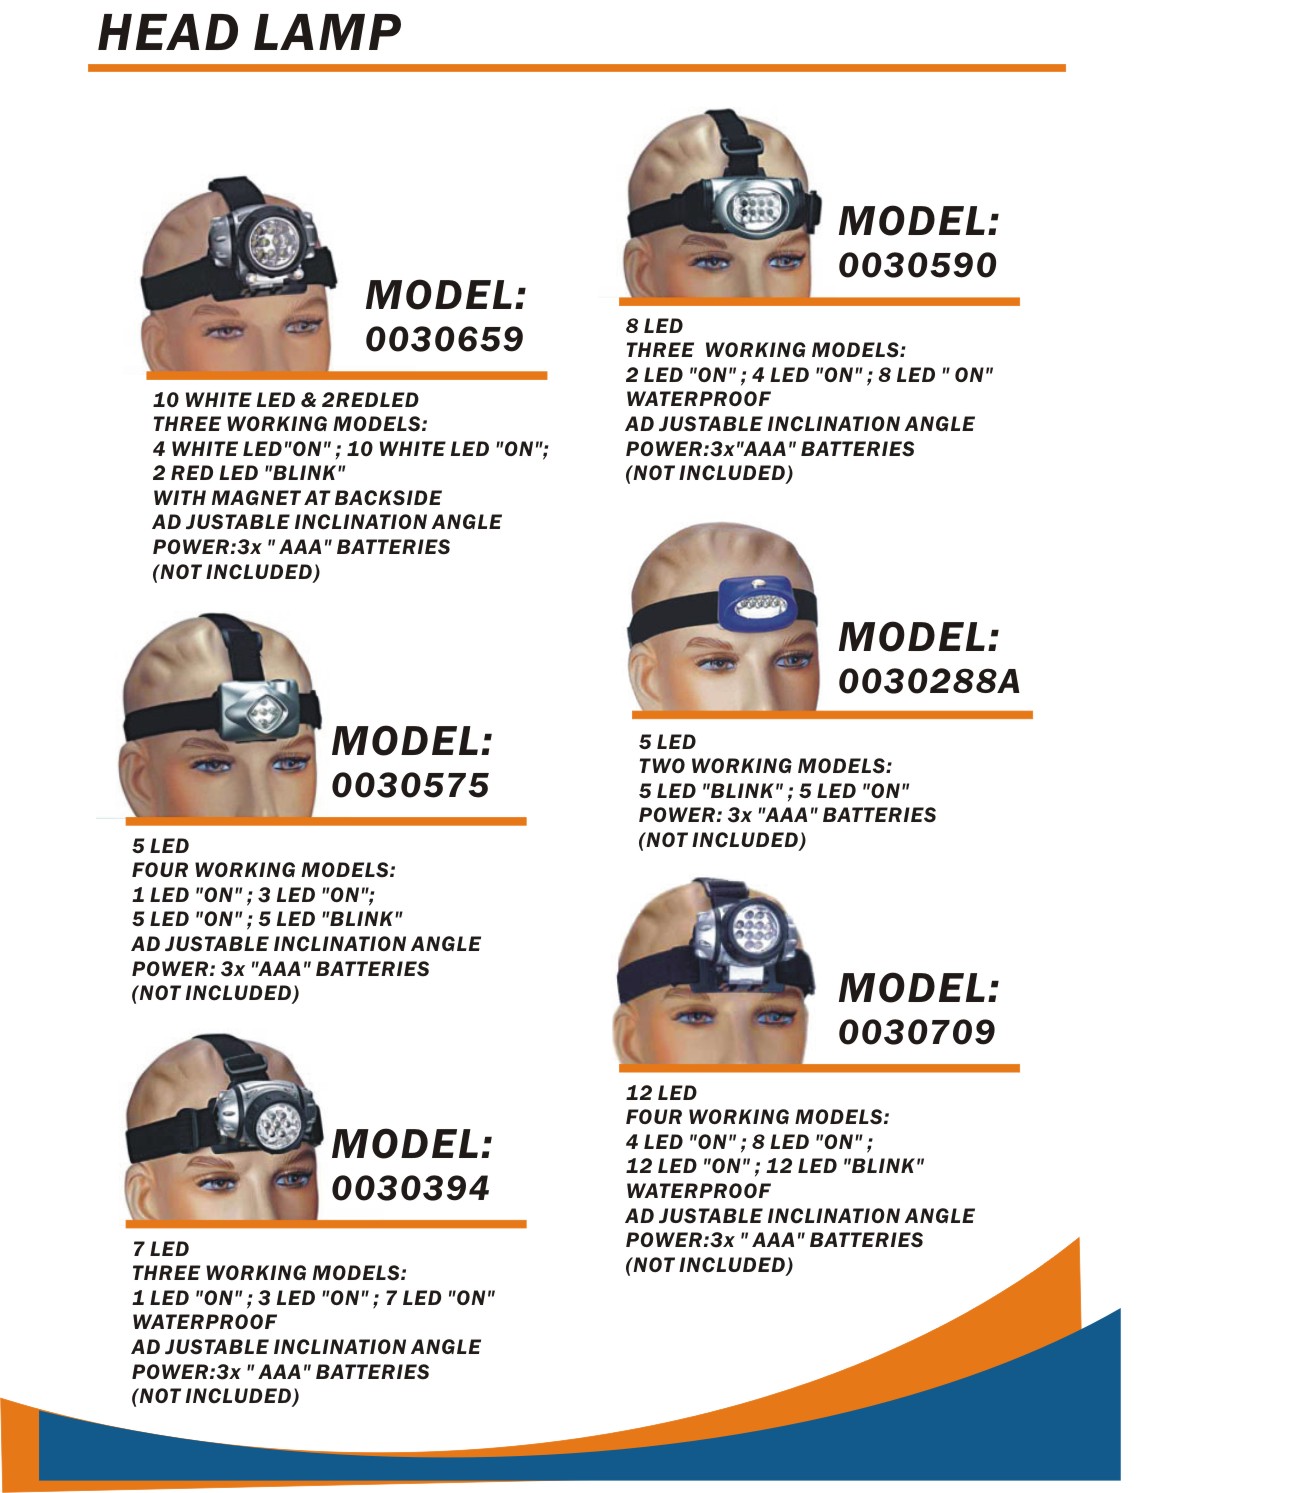 HEAD LAMP
MODEL:
0030659
10 WHITE LED & 2REDLED
THREE WORKING MODELS:
4 WHITE LED"ON" ; 10 WHITE LED "ON";
2 RED LED "BLINK"
WITH MAGNET AT BACKSIDE
AD JUSTABLE INCLINATION ANGLE
POWER:3x " AAA" BATTERIES
(NOT INCLUDED)
MODEL:
0030575
5 LED
FOUR WORKING MODELS:
1 LED "ON" ; 3 LED "ON";
5 LED "ON" ; 5 LED "BLINK"
AD JUSTABLE INCLINATION ANGLE
POWER: 3x "AAA" BATTERIES
(NOT INCLUDED)
MODEL:
0030394
7 LED
THREE WORKING MODELS:
1 LED "ON" ; 3 LED "ON" ; 7 LED "ON"
WATERPROOF
AD JUSTABLE INCLINATION ANGLE
POWER:3x " AAA" BATTERIES
(NOT INCLUDED)
MODEL:
0030590
8 LED
THREE  WORKING MODELS:
2 LED "ON" ; 4 LED "ON" ; 8 LED " ON"
WATERPROOF
AD JUSTABLE INCLINATION ANGLE
POWER:3x"AAA" BATTERIES
(NOT INCLUDED)
MODEL:
0030288A
5 LED
TWO WORKING MODELS:
5 LED "BLINK" ; 5 LED "ON"
POWER: 3x "AAA" BATTERIES
(NOT INCLUDED)
MODEL:
0030709
12 LED
FOUR WORKING MODELS:
4 LED "ON" ; 8 LED "ON" ;
12 LED "ON" ; 12 LED "BLINK"
WATERPROOF
AD JUSTABLE INCLINATION ANGLE
POWER:3x " AAA" BATTERIES
(NOT INCLUDED)